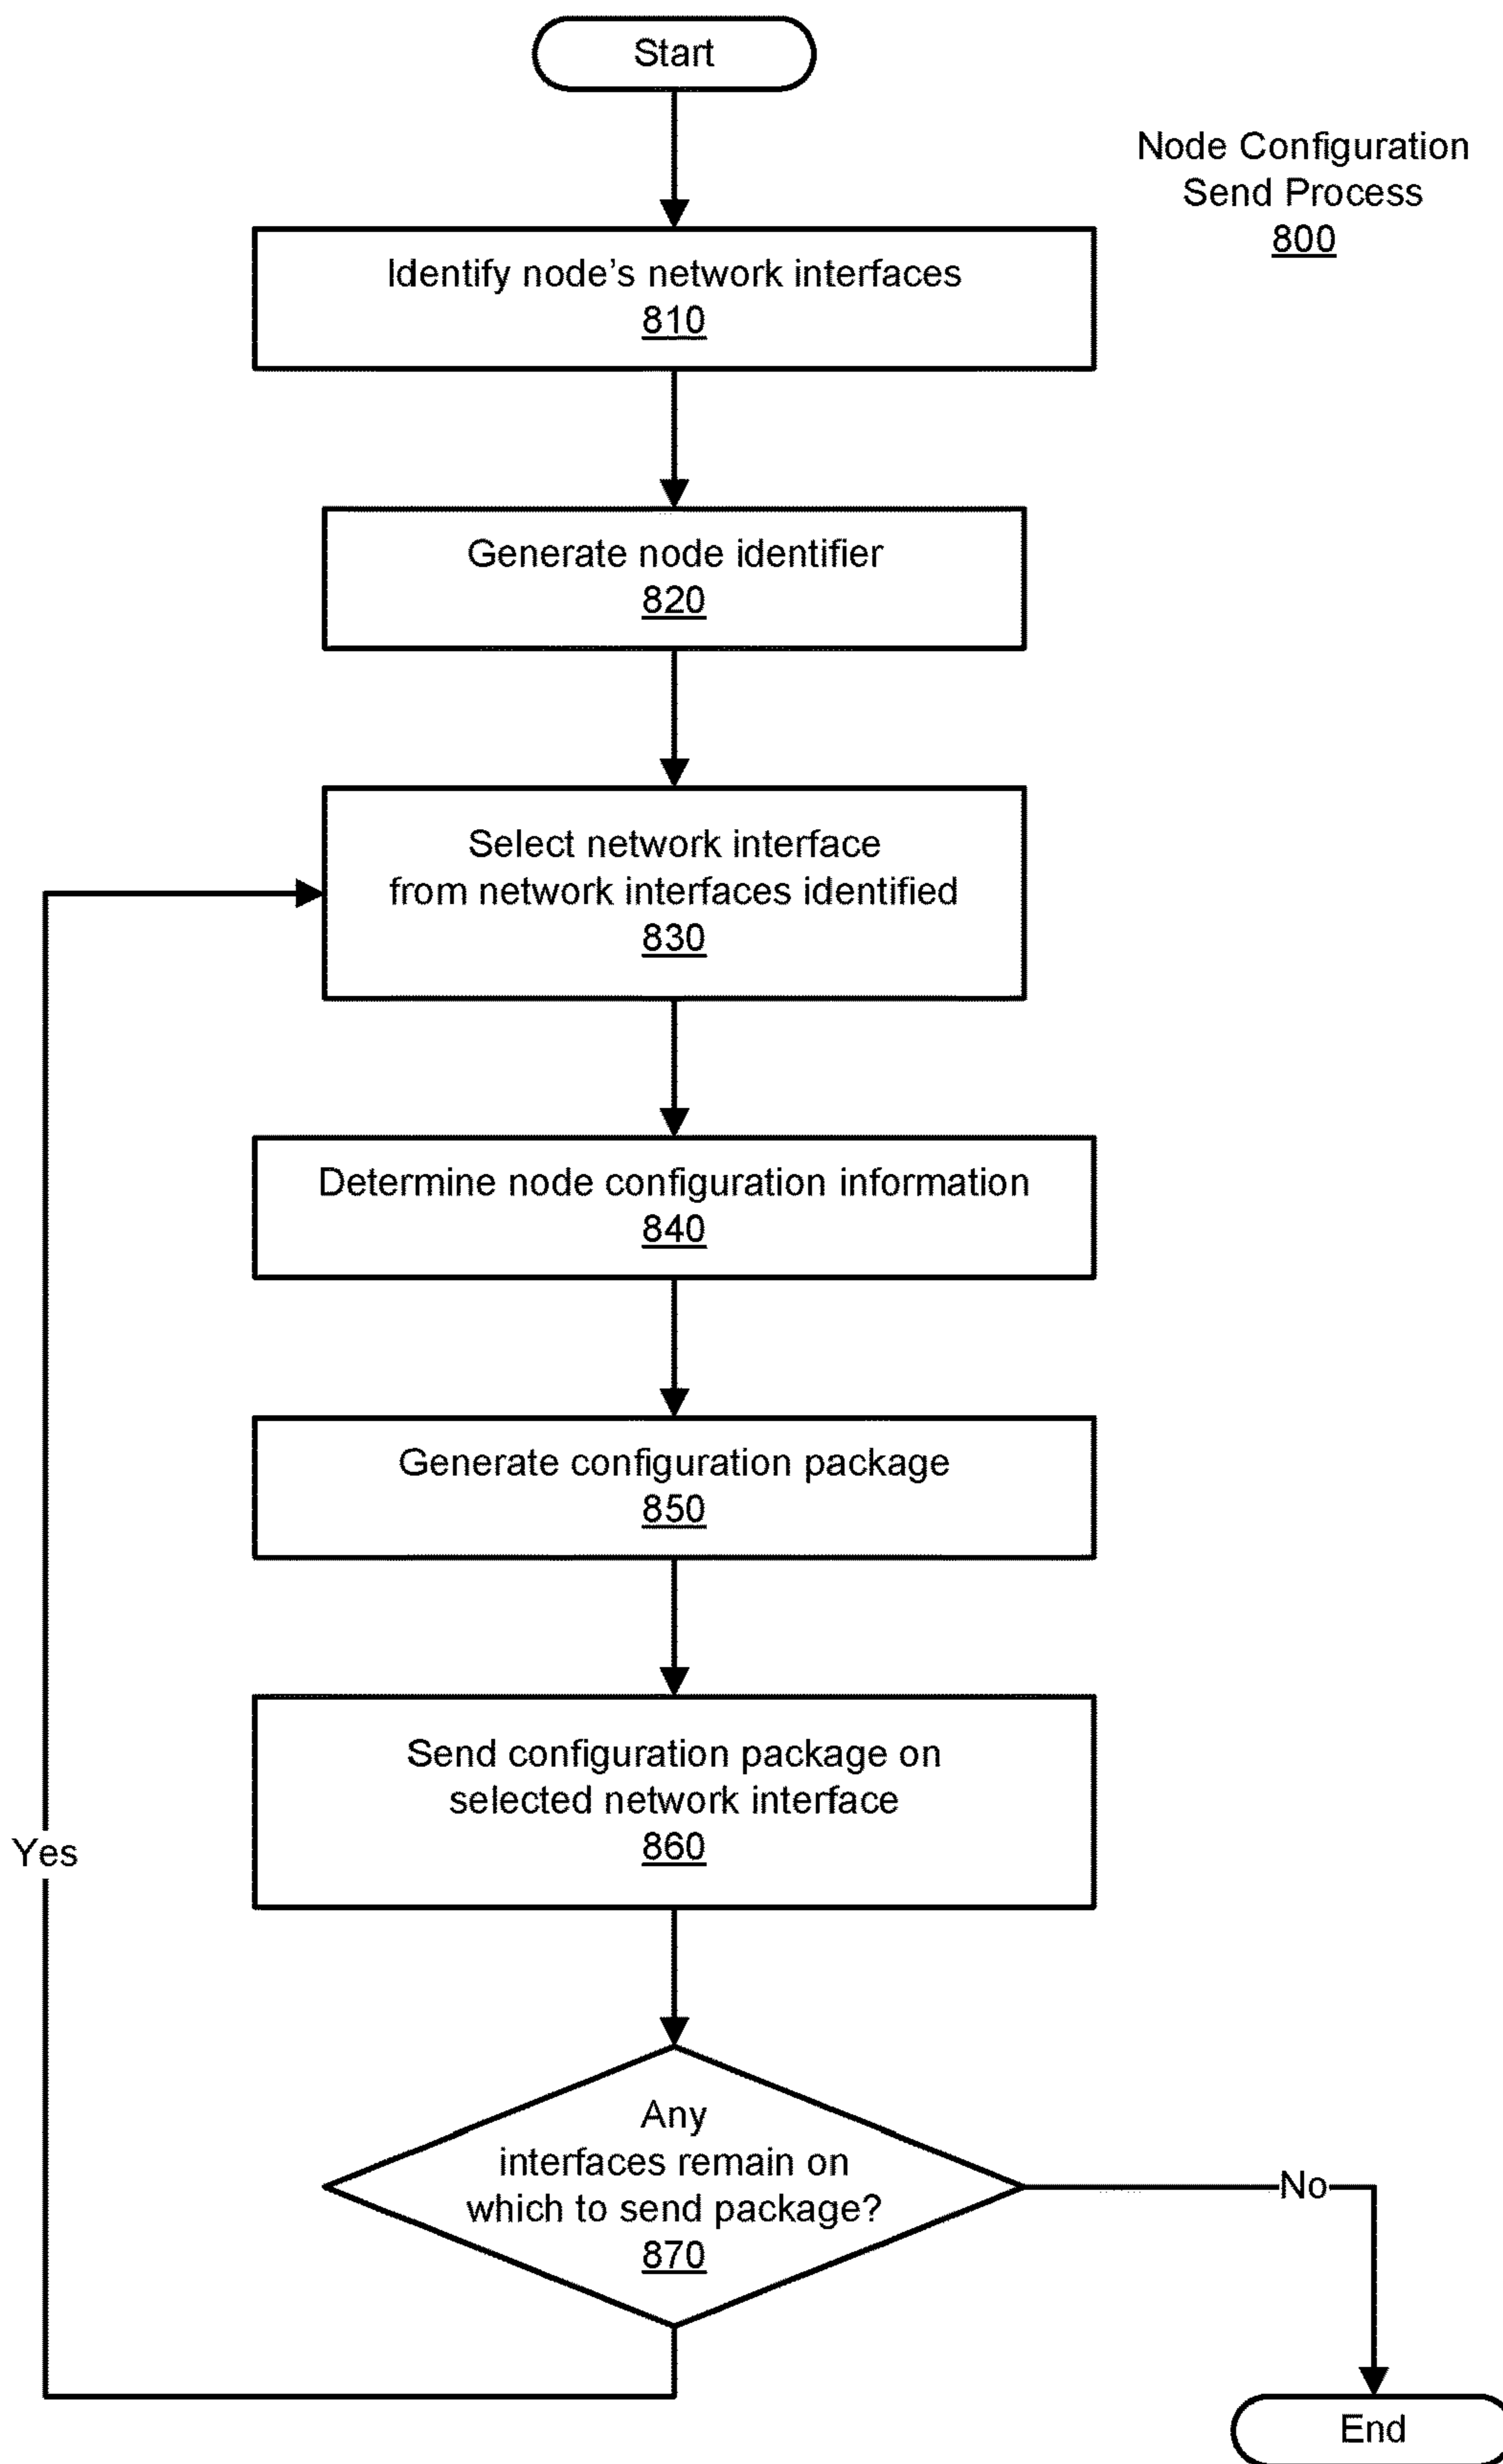 Start
Node Configuration
Send Process
800
Identify node’s network interfaces
810
Generate node identifier
820
Select network interface
from network interfaces identified
830
Determine node configuration information
840
Generate configuration package
850
Send configuration package on
selected network interface
860
Yes
Any
interfaces remain on
which to send package?
870
No
End